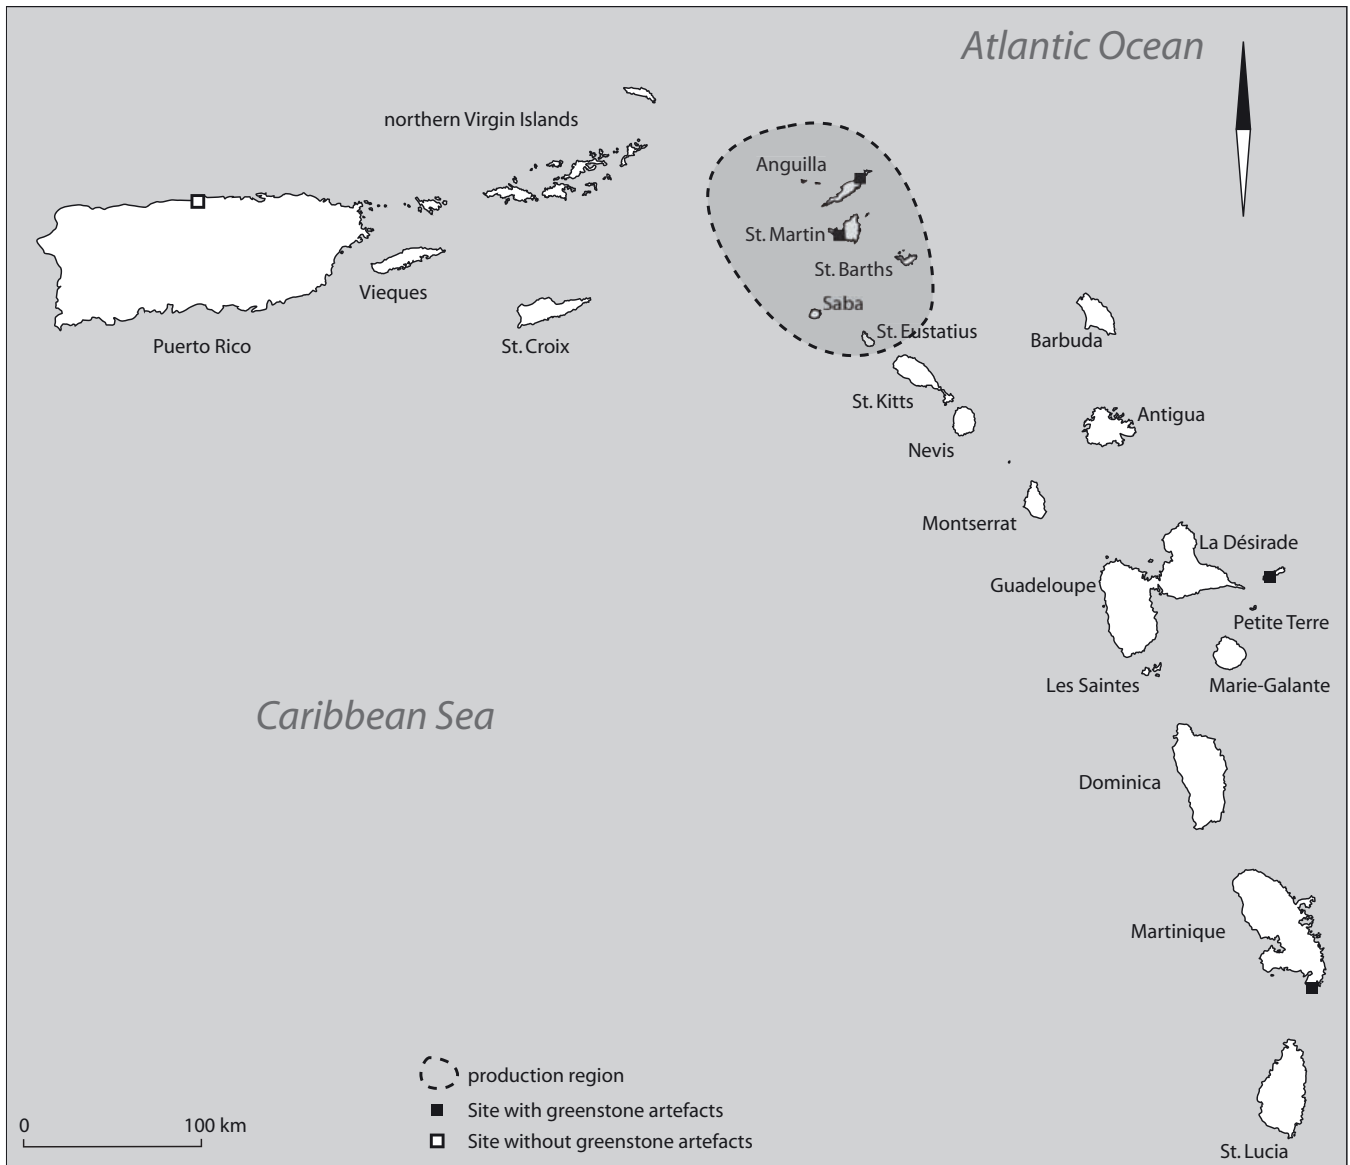 Atlantic Ocean
northern Virgin Islands
Anguilla
St. Martin
St. Barths
Vieques
Saba
St. Eustatius
Puerto Rico
St. Croix
Barbuda
St. Kitts
Antigua
Nevis
Montserrat
La Désirade
Guadeloupe
Petite Terre
Les Saintes
Marie-Galante
Caribbean Sea
Dominica
Martinique
production region
Site with greenstone artefacts
0 100 km
Site without greenstone artefacts
St. Lucia